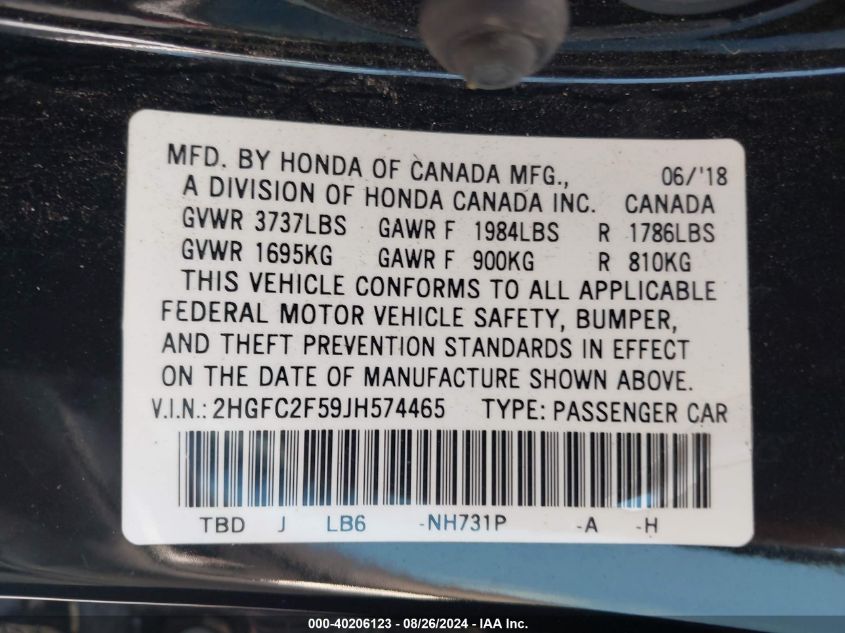 MFD. BY HONDA OF CANADA MFG., 06/'18
A DIVISION OF HONDA CANADA INC. CANADA
GVWR 3737LBS GAWR F 1984LBS R 1786LBS
GVWR 1695KG GAWR F 900KG R 810KG
THIS VEHICLE CONFORMS TO ALL APPLICABLE
FEDERAL MOTOR VEHICLE SAFETY, BUMPER,
AND THEFT PREVENTION STANDARDS IN EFFECT
ON THE DATE OF MANUFACTURE SHOWN ABOVE.
V.I.N.: 2HGFC2F59JH574465 TYPE: PASSENGER CAR
TBD J LB6 -NH731P -A -H
000-40206123 - 08/26/2024 - IAA Inc.